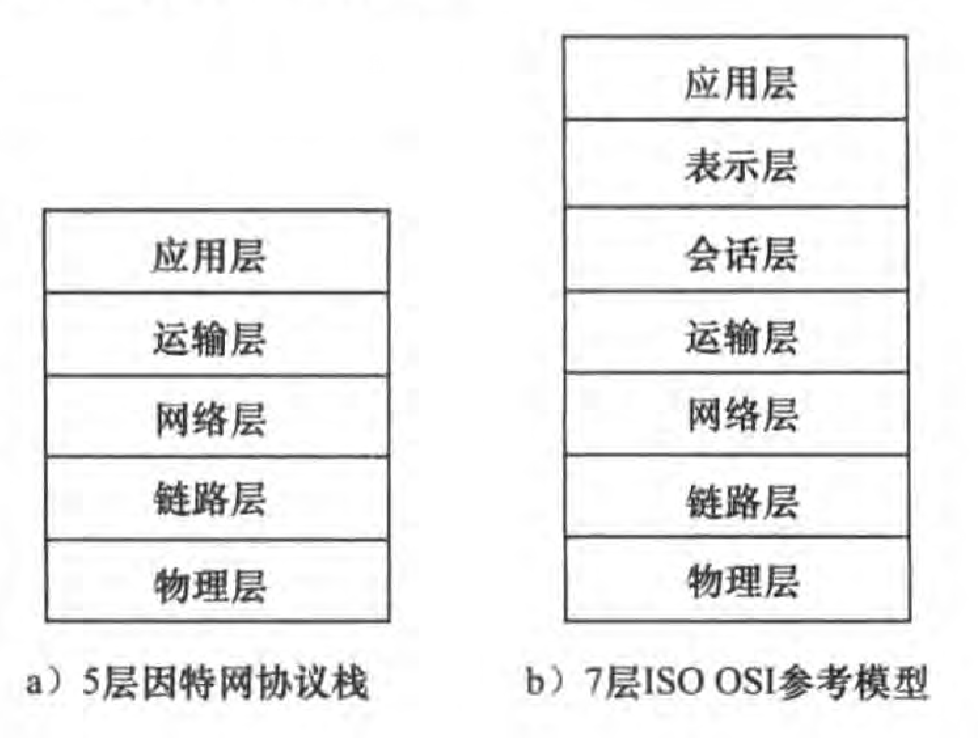 应用层
运输层
网络层
链路层
物理层
a）5层因特网协议栈
应用层
表示层
会话层
运输层
网络层
链路层
物理层
b）7层ISO OSI参考模型